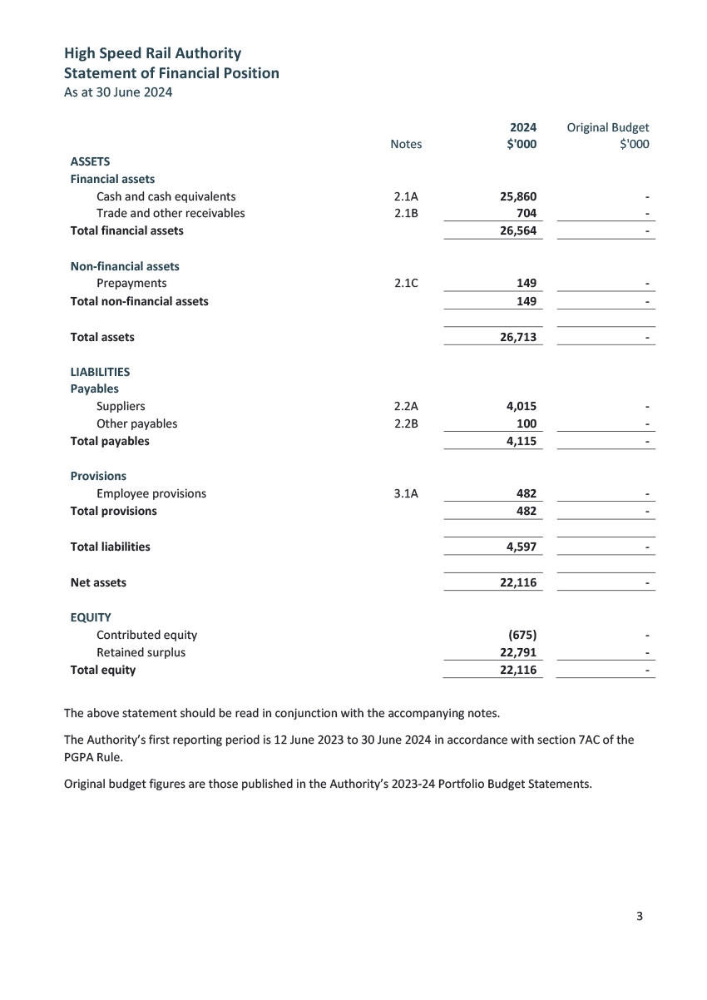 High Speed Rail Authority
Statement of Financial Position
As at 30 June 2024
2024 Original Budget
Notes $'000 $'000
ASSETS
Financial assets
Cash and cash equivalents 2.1A 25,860 -
Trade and other receivables 2.1B 704 -
Total financial assets 26,564 -
Non-financial assets
Prepayments 2.1C 149 -
Total non-financial assets 149 -
Total assets 26,713 -
LIABILITIES
Payables
Suppliers 2.2A 4,015 -
Other payables 2.2B 100 -
Total payables 4,115 -
Provisions
Employee provisions 3.1A 482 -
Total provisions 482 -
Total liabilities 4,597 -
Net assets 22,116 -
EQUITY
Contributed equity (675) -
Retained surplus 22,791 -
Total equity 22,116 -
The above statement should be read in conjunction with the accompanying notes.
The Authority's first reporting period is 12 June 2023 to 30 June 2024 in accordance with section 7AC of the
PGPA Rule.
Original budget figures are those published in the Authority's 2023-24 Portfolio Budget Statements.
3